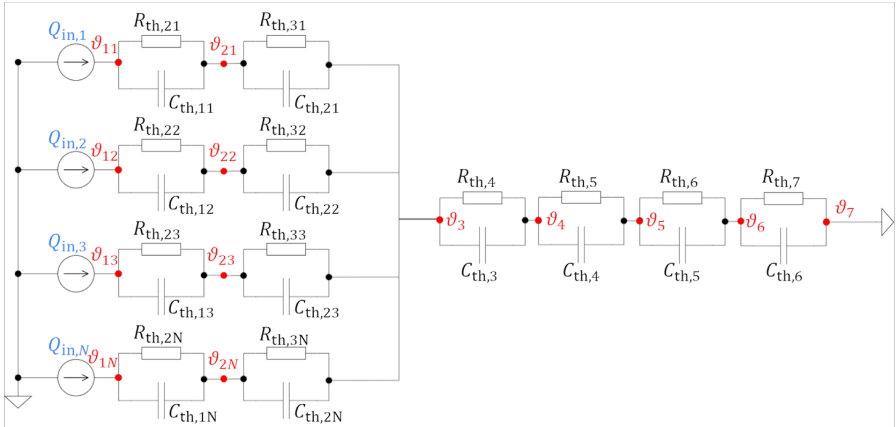 R_th,21 R_th,31
Q_in,1 ϑ_11 ϑ_21
C_th,11 C_th,21
R_th,22 R_th,32
Q_in,2 ϑ_12 ϑ_22
C_th,12 C_th,22
R_th,23 R_th,33
Q_in,3 ϑ_13 ϑ_23
C_th,13 C_th,23
R_th,2N R_th,3N
Q_in,N ϑ_1N ϑ_2N
C_th,1N C_th,2N
R_th,4 R_th,5 R_th,6 R_th,7
ϑ_3 ϑ_4 ϑ_5 ϑ_6 ϑ_7
C_th,3 C_th,4 C_th,5 C_th,6